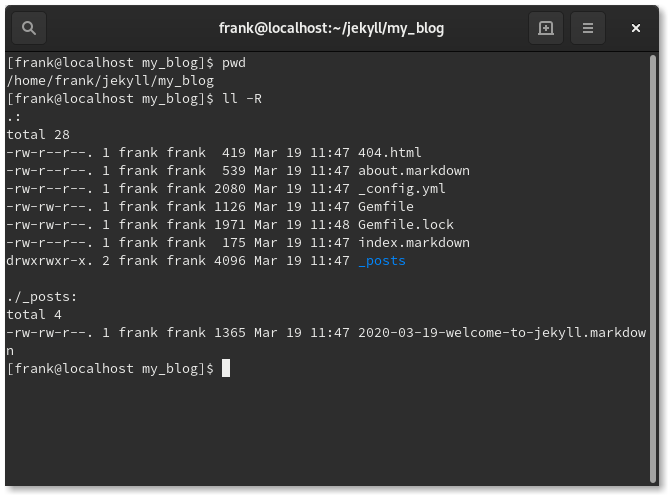 frank@localhost:~/jekyll/my_blog
[frank@localhost my_blog]$ pwd
/home/frank/jekyll/my_blog
[frank@localhost my_blog]$ ll -R
.:
total 28
-rw-r--r--. 1 frank frank  419 Mar 19 11:47 404.html
-rw-r--r--. 1 frank frank  539 Mar 19 11:47 about.markdown
-rw-r--r--. 1 frank frank 2080 Mar 19 11:47 _config.yml
-rw-rw-r--. 1 frank frank 1126 Mar 19 11:47 Gemfile
-rw-rw-r--. 1 frank frank 1971 Mar 19 11:48 Gemfile.lock
-rw-r--r--. 1 frank frank  175 Mar 19 11:47 index.markdown
drwxrwxr-x. 2 frank frank 4096 Mar 19 11:47 _posts
./_posts:
total 4
-rw-rw-r--. 1 frank frank 1365 Mar 19 11:47 2020-03-19-welcome-to-jekyll.markdow
n
[frank@localhost my_blog]$